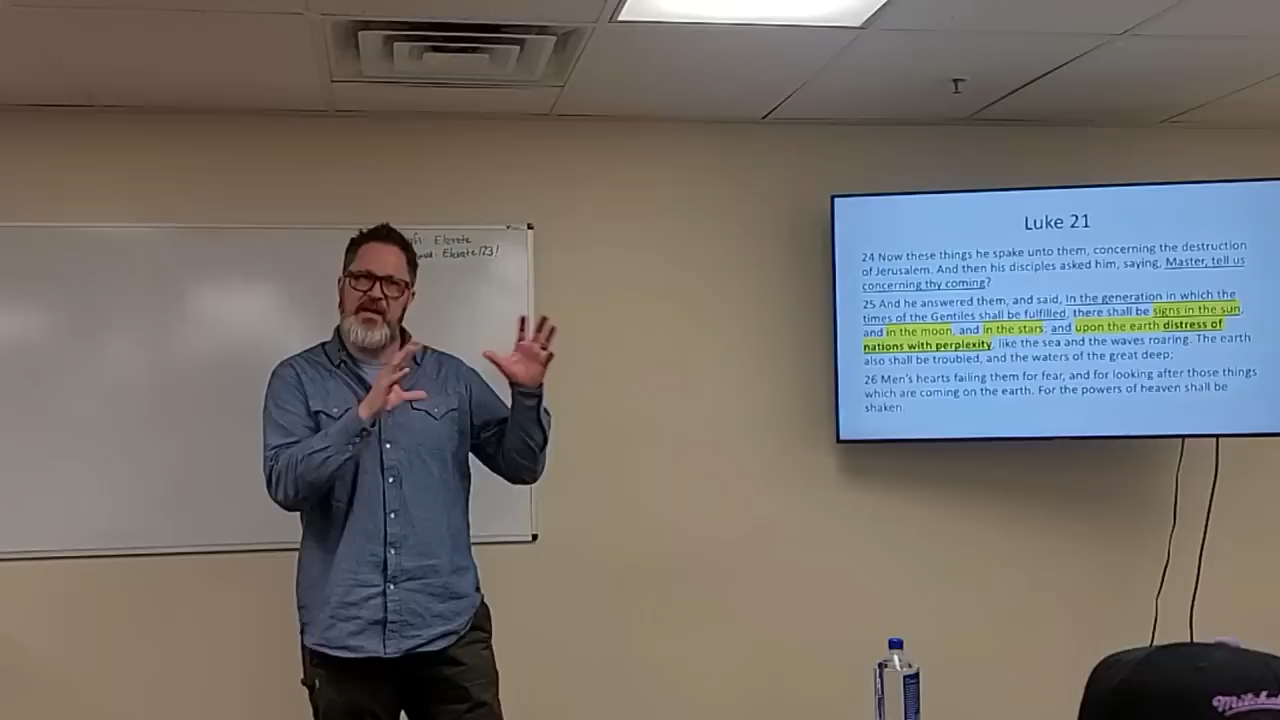 Elevate
Elevate123!
Luke 21
24 Now these things he spake unto them, concerning the destruction
of Jerusalem. And then his disciples asked him, saying, Master, tell us
concerning thy coming?
25 And he answered them, and said, In the generation in which the
times of the Gentiles shall be fulfilled, there shall be signs in the sun,
and in the moon, and in the stars; and upon the earth distress of
nations with perplexity, like the sea and the waves roaring. The earth
also shall be troubled, and the waters of the great deep;
26 Men's hearts failing them for fear, and for looking after those things
which are coming on the earth. For the powers of heaven shall be
shaken.